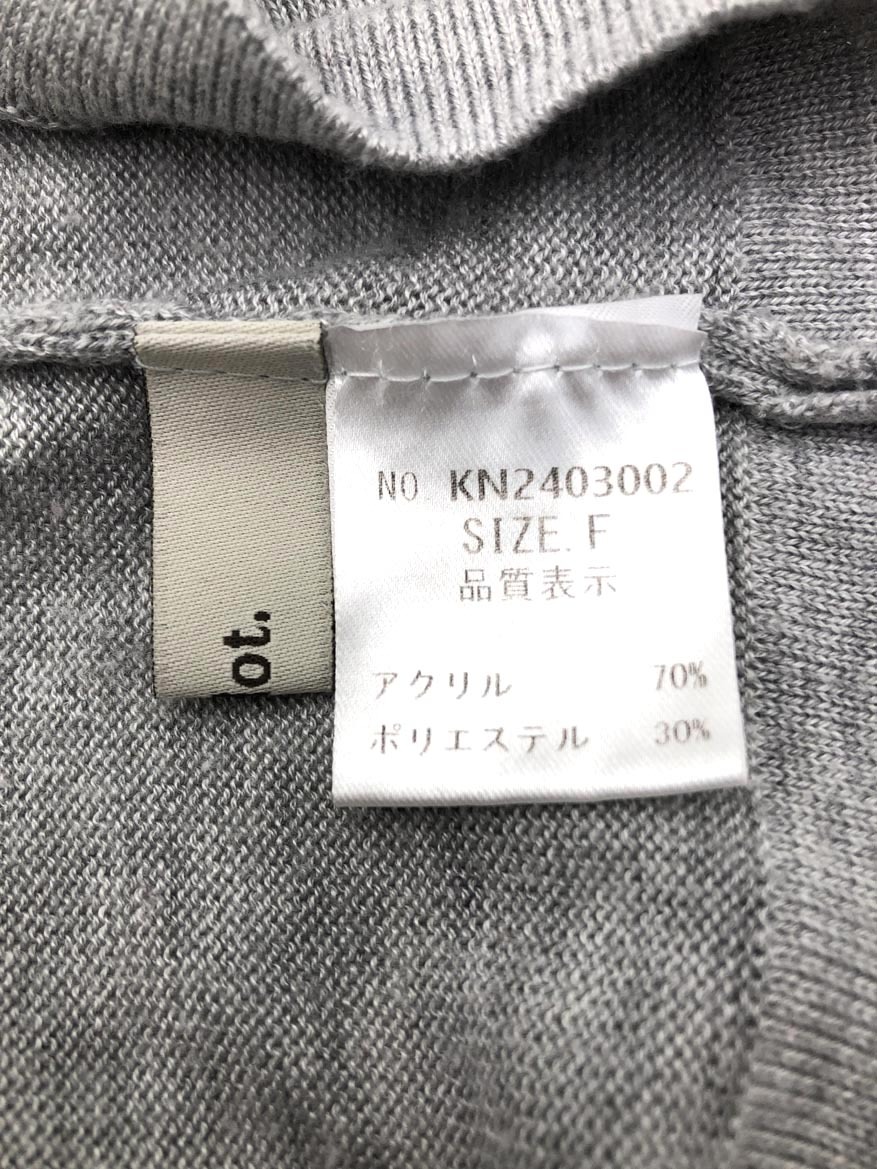 NO KN2403002
SIZE. F
品質表示
アクリル 70%
ポリエステル 30%
ot.